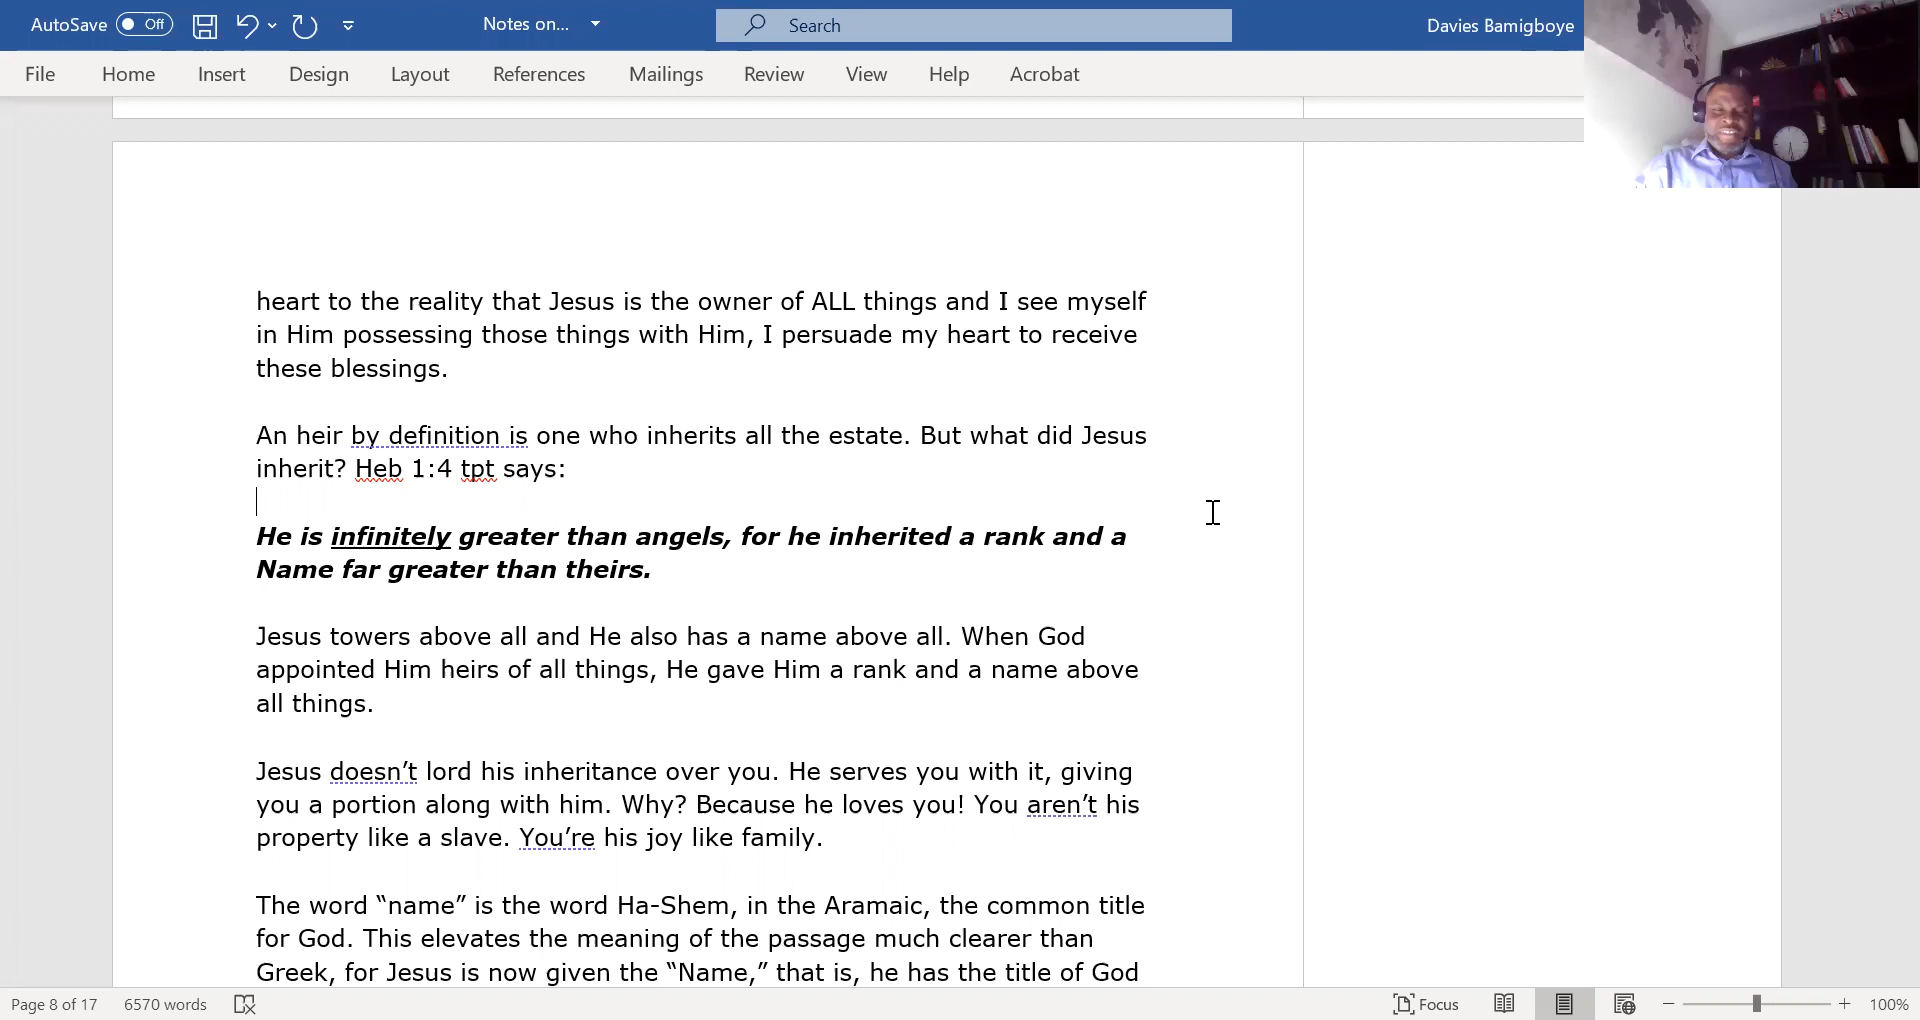 AutoSave Off Notes on... Search Davies Bamigboye
File Home Insert Design Layout References Mailings Review View Help Acrobat
heart to the reality that Jesus is the owner of ALL things and I see myself
in Him possessing those things with Him, I persuade my heart to receive
these blessings.
An heir by definition is one who inherits all the estate. But what did Jesus
inherit? Heb 1:4 tpt says:
He is infinitely greater than angels, for he inherited a rank and a
Name far greater than theirs.
Jesus towers above all and He also has a name above all. When God
appointed Him heirs of all things, He gave Him a rank and a name above
all things.
Jesus doesn’t lord his inheritance over you. He serves you with it, giving
you a portion along with him. Why? Because he loves you! You aren’t his
property like a slave. You’re his joy like family.
The word “name” is the word Ha-Shem, in the Aramaic, the common title
for God. This elevates the meaning of the passage much clearer than
Greek, for Jesus is now given the “Name,” that is, he has the title of God
Page 8 of 17 6570 words Focus 100%